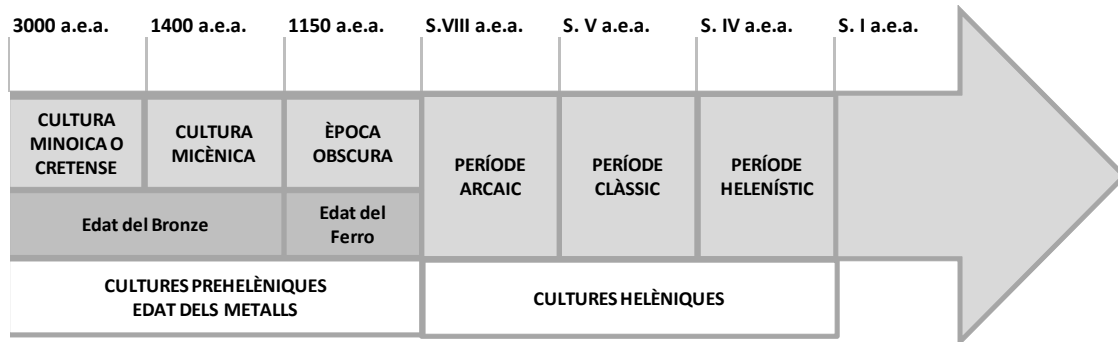 3000 a.e.a.
1400 a.e.a.
1150 a.e.a.
S.VIII a.e.a.
S. V a.e.a.
S. IV a.e.a.
S. I a.e.a.
CULTURA
MINOICA O
CRETENSE
CULTURA
MICÈNICA
ÈPOCA
OBSCURA
PERÍODE
ARCAIC
PERÍODE
CLÀSSIC
PERÍODE
HELENÍSTIC
Edat del Bronze
Edat del
Ferro
CULTURES PREHELÈNIQUES
EDAT DELS METALLS
CULTURES HELÈNIQUES